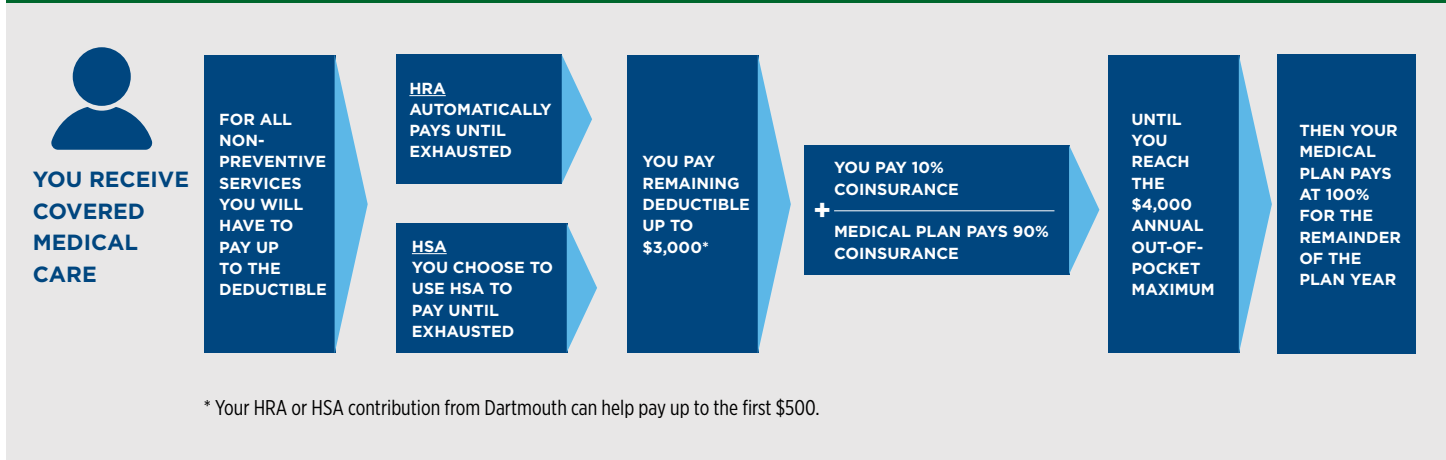 YOU RECEIVE
COVERED
MEDICAL
CARE
FOR ALL
NON-
PREVENTIVE
SERVICES
YOU WILL
HAVE TO
PAY UP
TO THE
DEDUCTIBLE
HRA
AUTOMATICALLY
PAYS UNTIL
EXHAUSTED
HSA
YOU CHOOSE TO
USE HSA TO
PAY UNTIL
EXHAUSTED
YOU PAY
REMAINING
DEDUCTIBLE
UP TO
$3,000*
+
YOU PAY 10%
COINSURANCE
MEDICAL PLAN PAYS 90%
COINSURANCE
UNTIL
YOU
REACH
THE
$4,000
ANNUAL
OUT-OF-
POCKET
MAXIMUM
THEN YOUR
MEDICAL
PLAN PAYS
AT 100%
FOR THE
REMAINDER
OF THE
PLAN YEAR
* Your HRA or HSA contribution from Dartmouth can help pay up to the first $500.